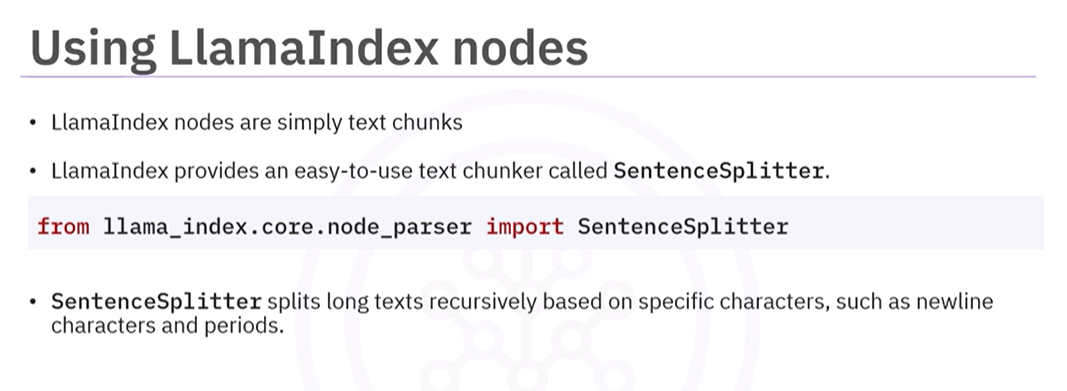 Using LlamaIndex nodes
• LlamaIndex nodes are simply text chunks
• LlamaIndex provides an easy-to-use text chunker called SentenceSplitter.
from llama_index.core.node_parser import SentenceSplitter
• SentenceSplitter splits long texts recursively based on specific characters, such as newline
characters and periods.